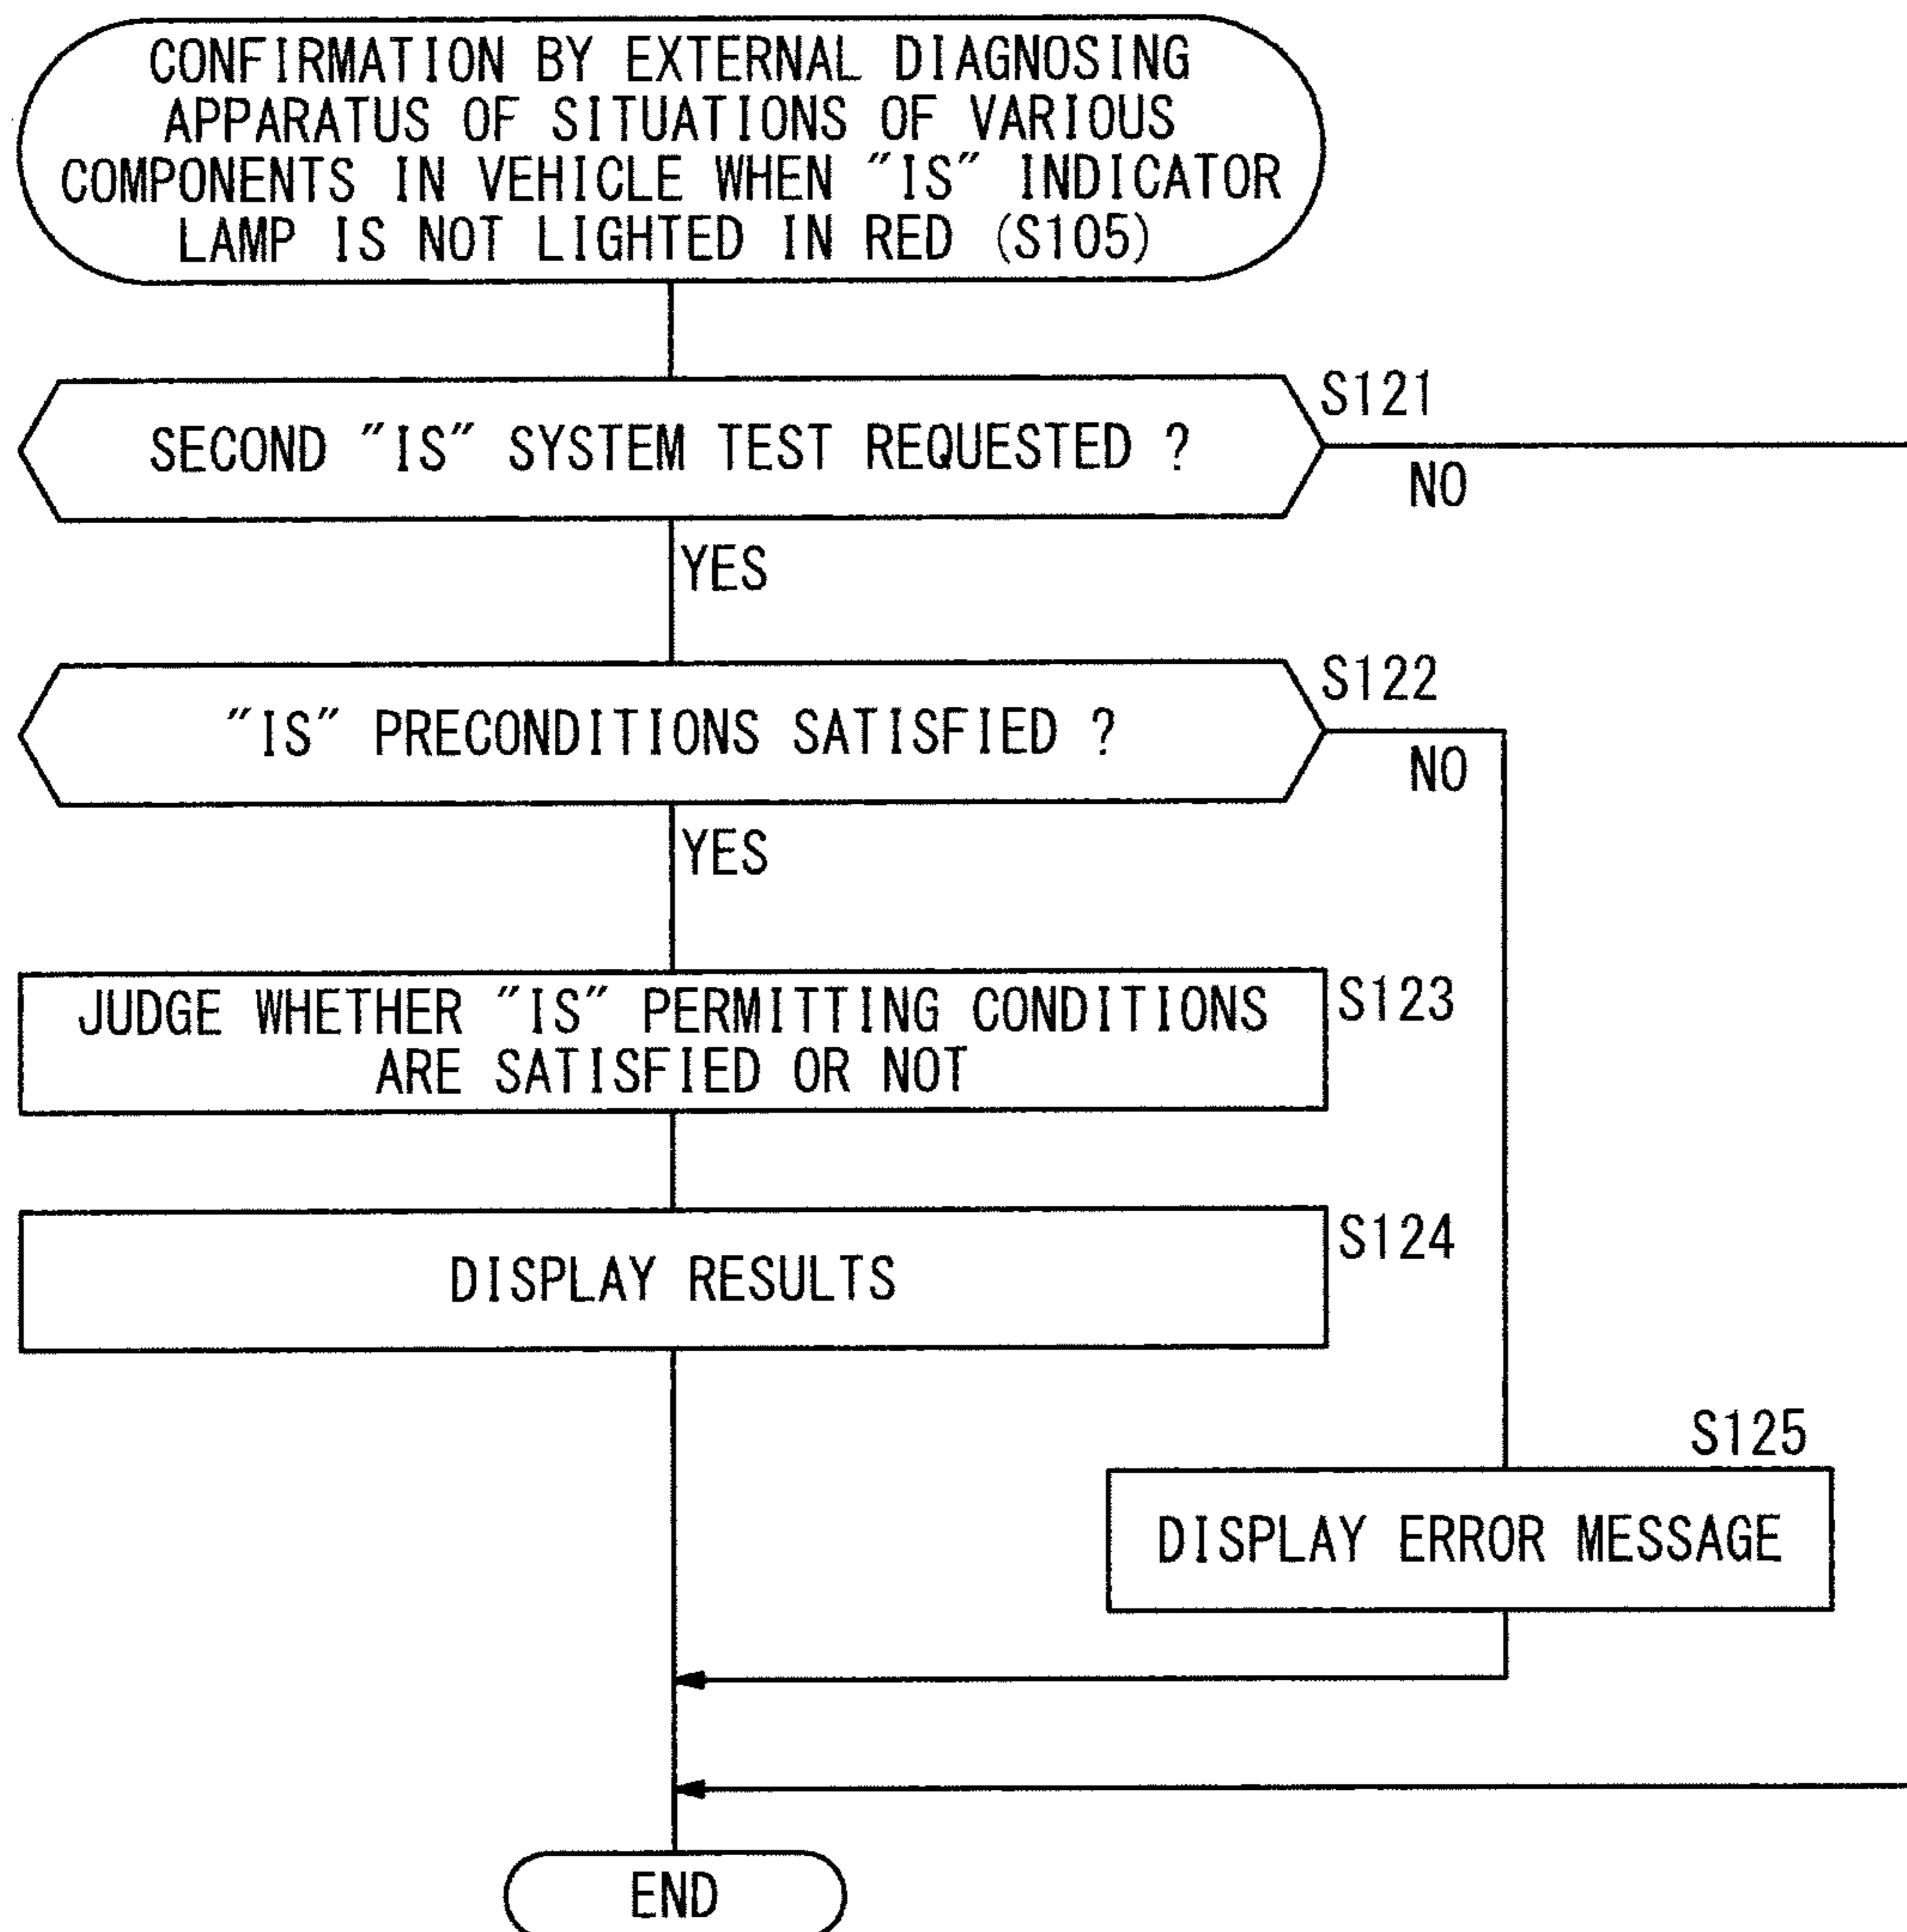 CONFIRMATION BY EXTERNAL DIAGNOSING
APPARATUS OF SITUATIONS OF VARIOUS
COMPONENTS IN VEHICLE WHEN "IS" INDICATOR
LAMP IS NOT LIGHTED IN RED (S105)
S121
SECOND "IS" SYSTEM TEST REQUESTED ?
NO
YES
S122
"IS" PRECONDITIONS SATISFIED ?
NO
YES
S123
JUDGE WHETHER "IS" PERMITTING CONDITIONS
ARE SATISFIED OR NOT
S124
DISPLAY RESULTS
S125
DISPLAY ERROR MESSAGE
END